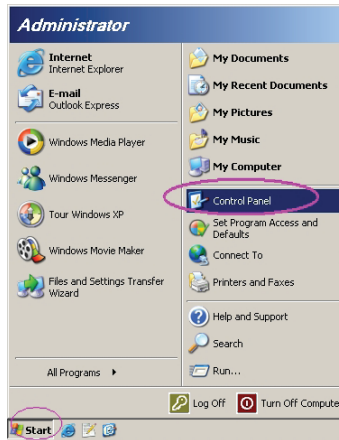 Administrator
Internet
Internet Explorer
E-mail
Outlook Express
Windows Media Player
Windows Messenger
Tour Windows XP
Windows Movie Maker
Files and Settings Transfer
Wizard
All Programs
My Documents
My Recent Documents
My Pictures
My Music
My Computer
Control Panel
Set Program Access and
Defaults
Connect To
Printers and Faxes
Help and Support
Search
Run...
Log Off
Turn Off Compute
Start